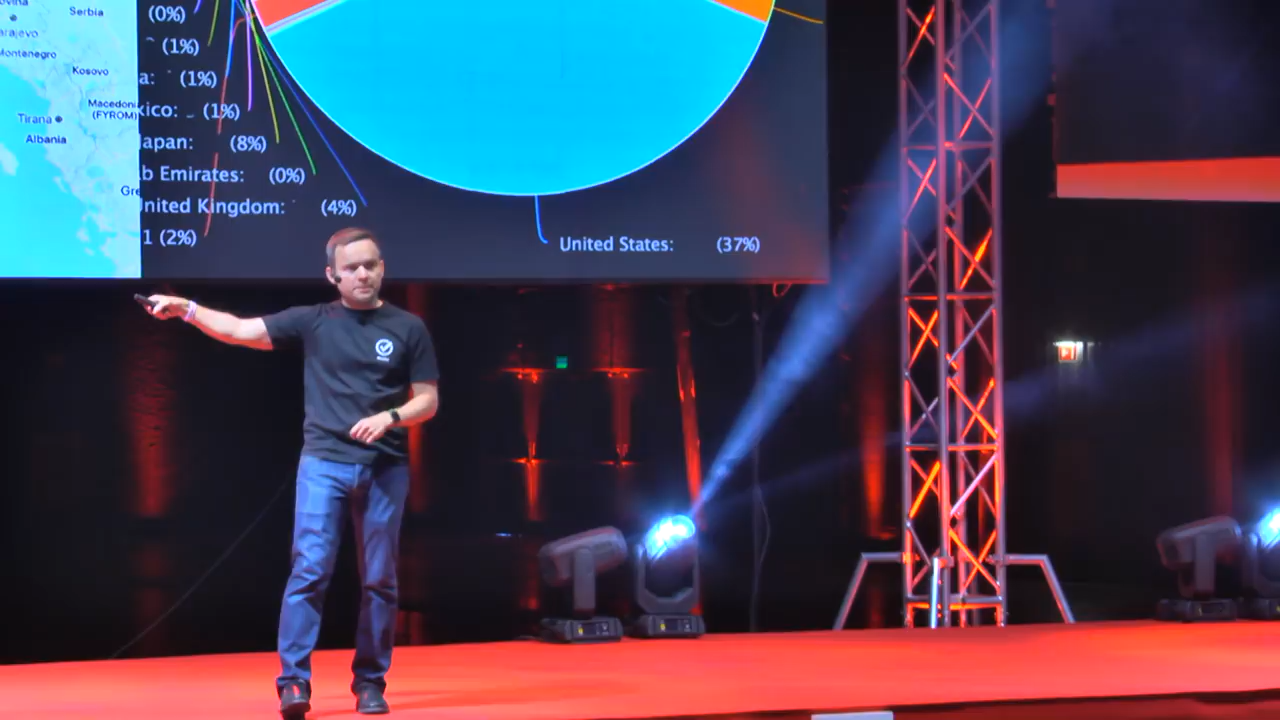 Serbia
Montenegro
Kosovo
Macedonia
(FYROM)
Tirana
Albania
(0%)
(1%)
(1%)
(1%)
(8%)
Emirates: (0%)
United Kingdom: (4%)
1 (2%)
United States: (37%)